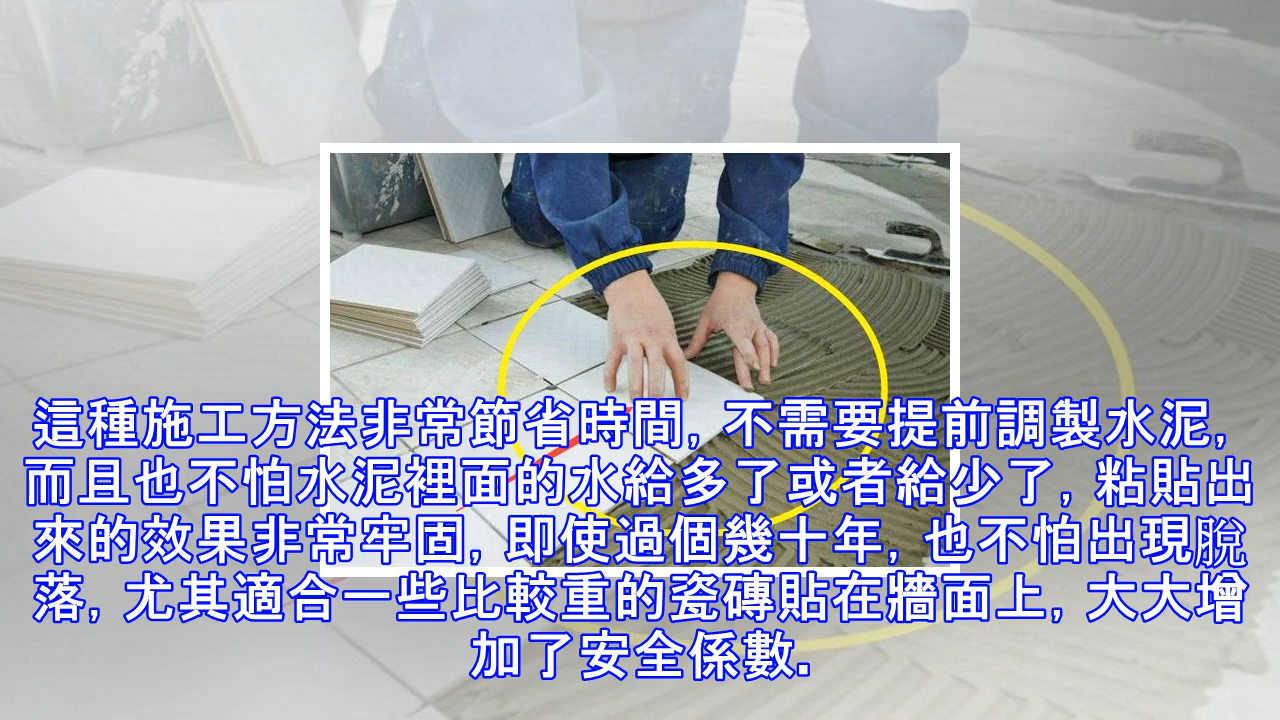 這種施工方法非常節省時間, 不需要提前調製水泥,
而且也不怕水泥裡面的水給多了或者給少了, 粘貼出
來的效果非常牢固, 即使過個幾十年, 也不怕出現脫
落, 尤其適合一些比較重的瓷磚貼在牆面上, 大大增
加了安全係數.